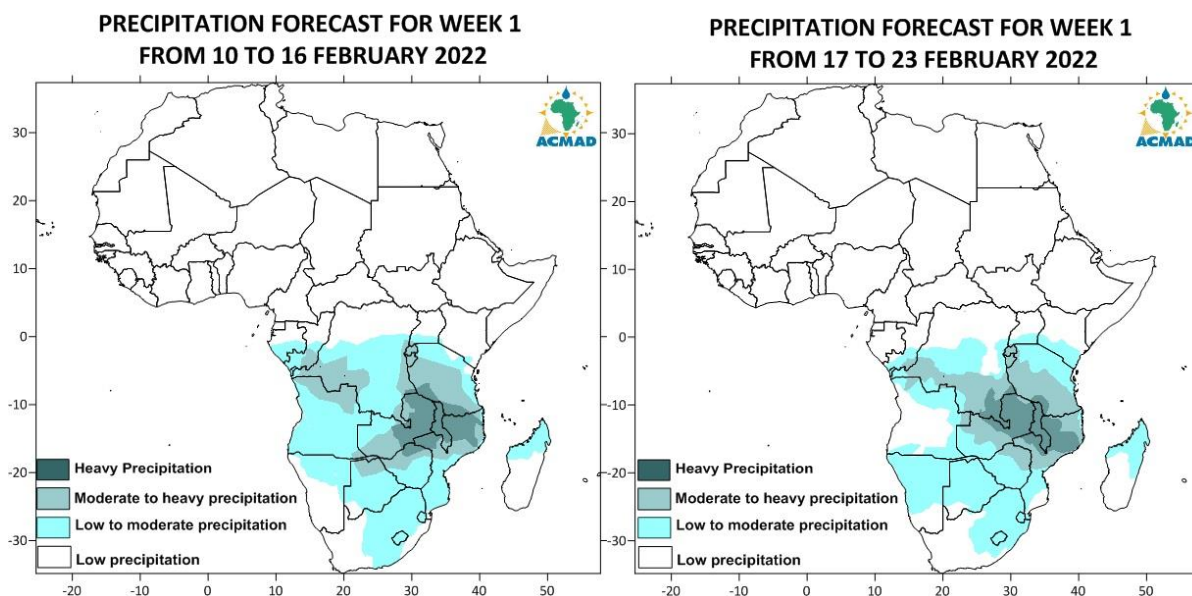 PRECIPITATION FORECAST FOR WEEK 1
FROM 10 TO 16 FEBRUARY 2022
ACMAD
30
20
10
0
-10
-20
-30
Heavy Precipitation
Moderate to heavy precipitation
Low to moderate precipitation
Low precipitation
-20
-10
0
10
20
30
40
50
PRECIPITATION FORECAST FOR WEEK 1
FROM 17 TO 23 FEBRUARY 2022
ACMAD
30
20
10
0
-10
-20
-30
Heavy Precipitation
Moderate to heavy precipitation
Low to moderate precipitation
Low precipitation
-20
-10
0
10
20
30
40
50